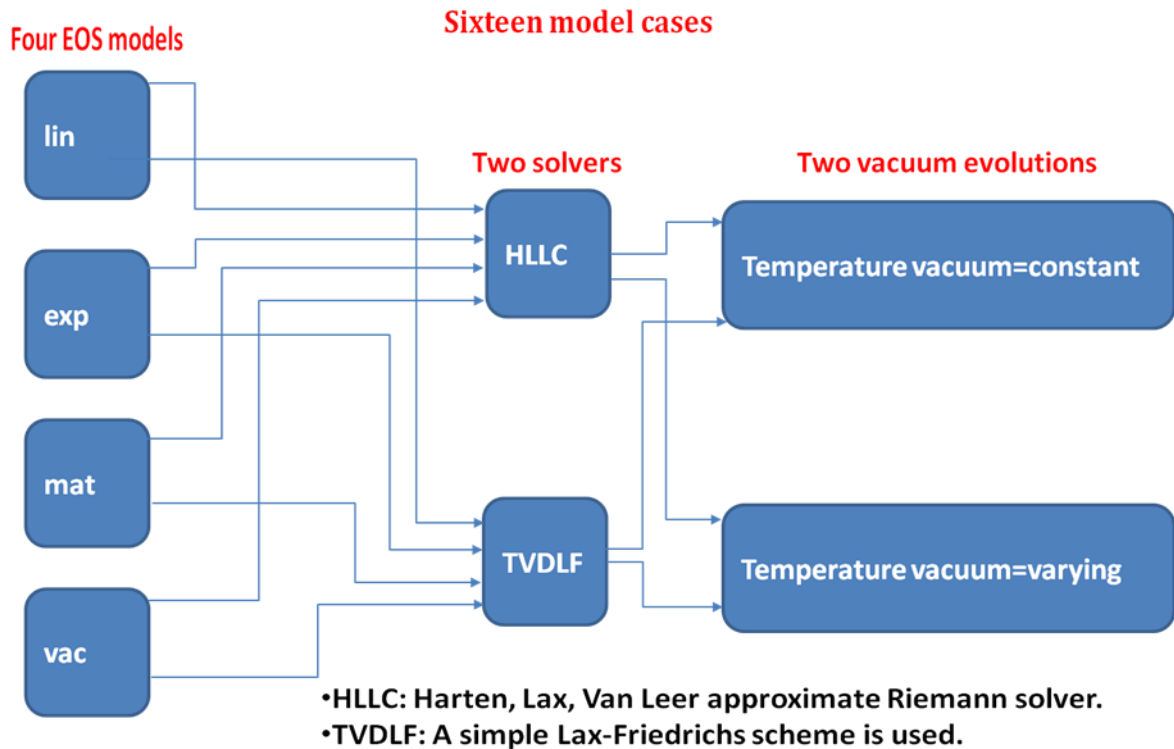 Sixteen model cases
Four EOS models
lin
exp
mat
vac
Two solvers
HLLC
TVDLF
Two vacuum evolutions
Temperature vacuum=constant
Temperature vacuum=varying
•HLLC: Harten, Lax, Van Leer approximate Riemann solver.
•TVDLF: A simple Lax-Friedrichs scheme is used.